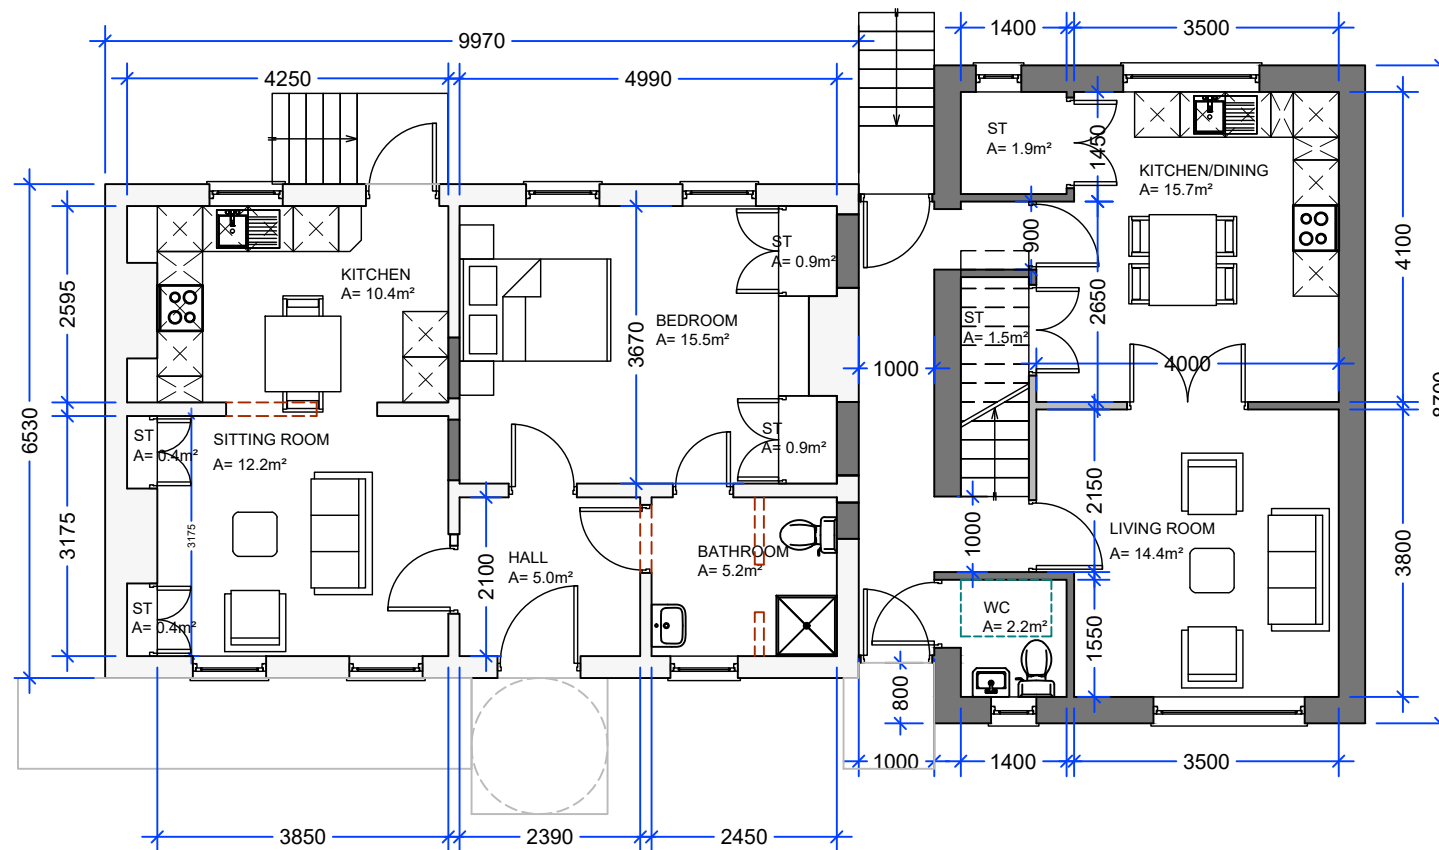 1400
3500
9970
4250
4990
ST
A= 1.9m²
1450
KITCHEN/DINING
A= 15.7m²
900
ST
A= 0.9m²
KITCHEN
A= 10.4m²
4100
2595
2650
BEDROOM
A= 15.5m²
3670
ST
A= 1.5m²
1000
4000
8700
6530
ST
A= 0.4m²
SITTING ROOM
A= 12.2m²
ST
A= 0.9m²
2150
3175
3175
1000
LIVING ROOM
A= 14.4m²
HALL
A= 5.0m²
BATHROOM
A= 5.2m²
2100
3800
ST
A= 0.4m²
WC
A= 2.2m²
1550
800
1000
1400
3500
3850
2390
2450